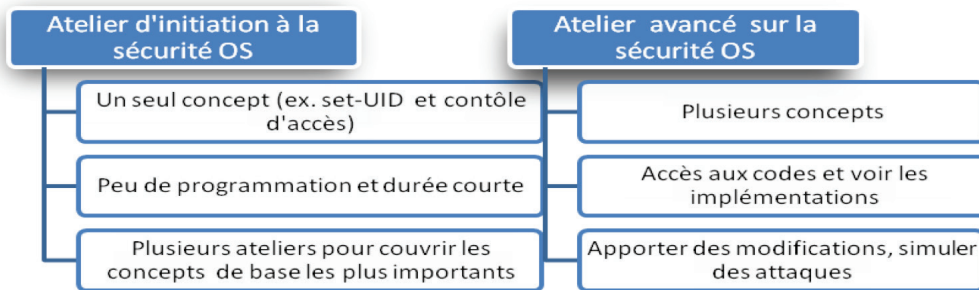 Atelier d'initiation à la
sécurité OS
Un seul concept (ex. set-UID et contôle
d'accès)
Peu de programmation et durée courte
Plusieurs ateliers pour couvrir les
concepts de base les plus importants
Atelier avancé sur la
sécurité OS
Plusieurs concepts
Accès aux codes et voir les
implémentations
Apporter des modifications, simuler
des attaques